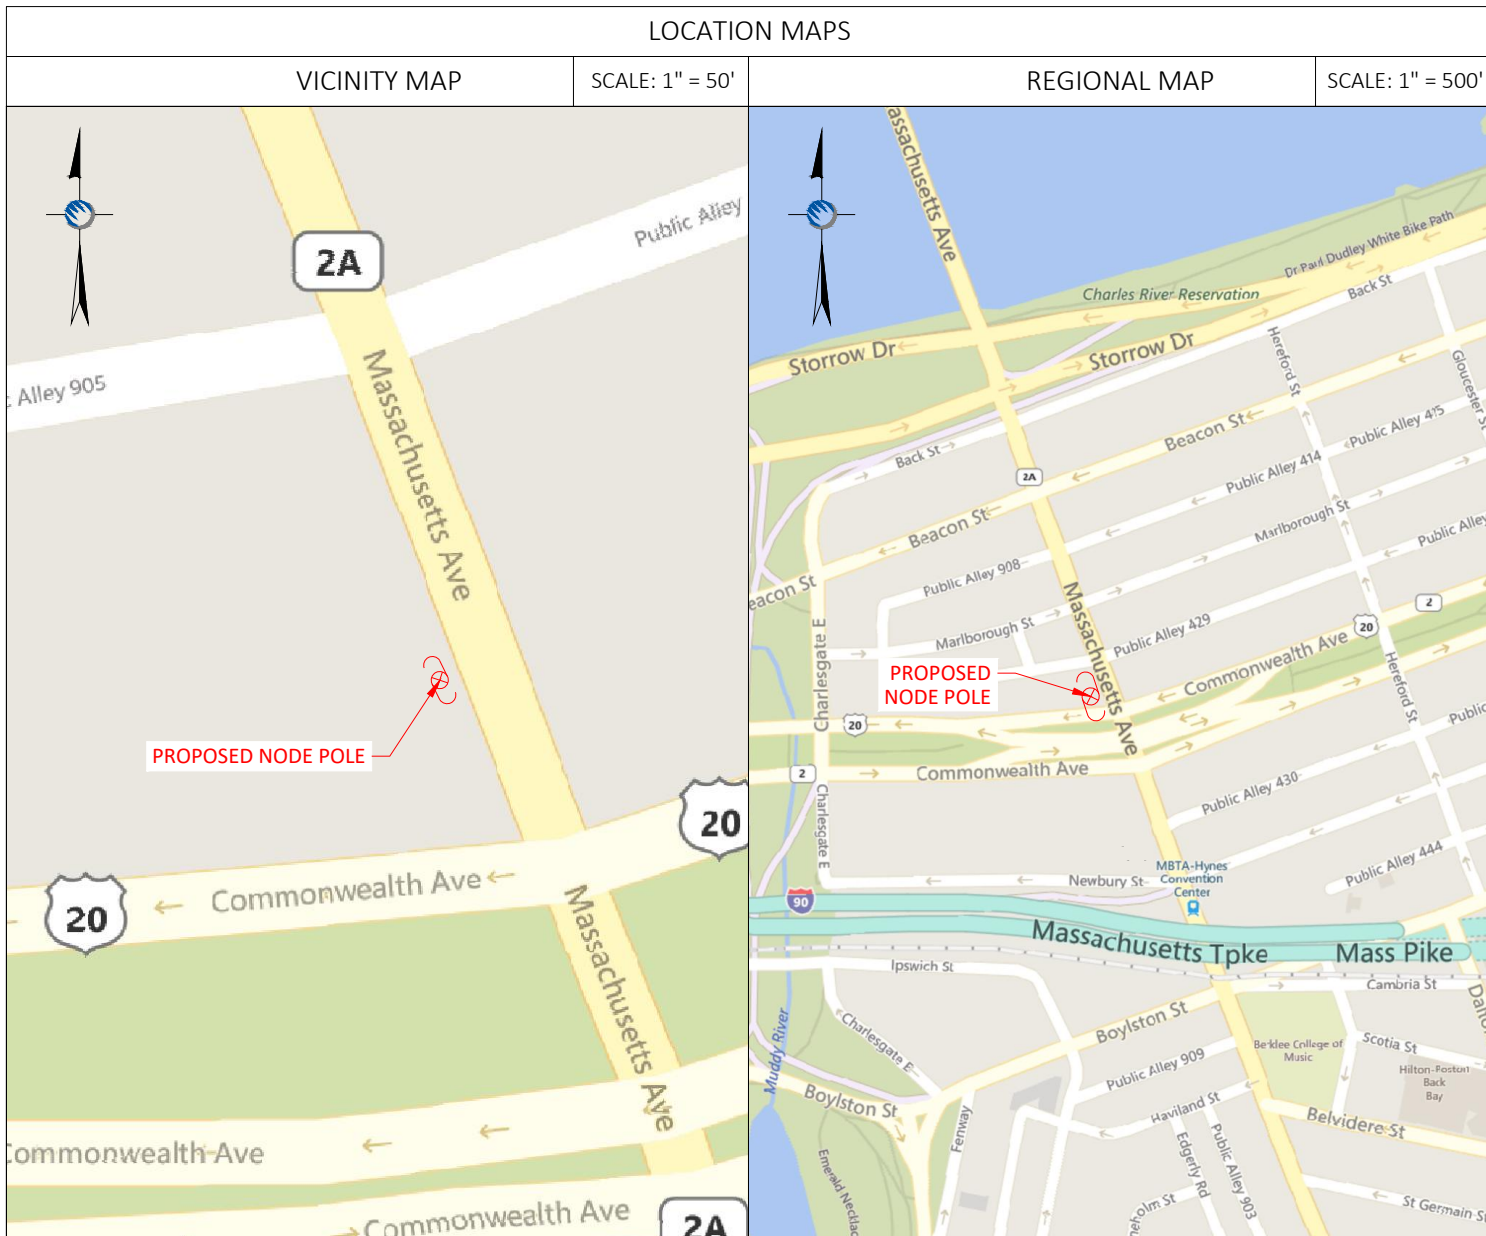 LOCATION MAPS
VICINITY MAP
SCALE: 1" = 50'
REGIONAL MAP
SCALE: 1" = 500'
2A
Public Alley
Alley 905
Massachusetts Ave
PROPOSED NODE POLE
20
Commonwealth Ave
20
Massachusetts Ave
Commonwealth Ave
Commonwealth Ave
2A
assachusetts Ave
Dr Paul Dudley White Bike Path
Charles River Reservation
Back St
Storrow Dr
Storrow Dr
Hereford St
Gloucester St
Beacon St
Public Alley 415
Back St
Public Alley 414
2A
Beacon St
Marlborough St
Public Alley
Public Alley 908
eacon St
Massachusetts Ave
2
Charlesgate E
Marlborough St
Public Alley 429
20
Commonwealth Ave
Hereford St
PROPOSED
NODE POLE
20
Public
2
Commonwealth Ave
Public Alley 430
Charlesgate E
MBTA-Hynes
Convention
Center
Public Alley 444
Newbury St
90
Massachusetts Tpke
Mass Pike
Ipswich St
Cambria St
Dalto
Muddy River
Charlesgate E
Boylston St
Berklee College of
Music
Scotia St
Public Alley 909
Hilton-Boston
Back
Bay
Boylston St
Haviland St
Belvidere St
Fenway
Edgerly Rd
Public Alley 903
Emerald Necklac
neholm St
St Germain St